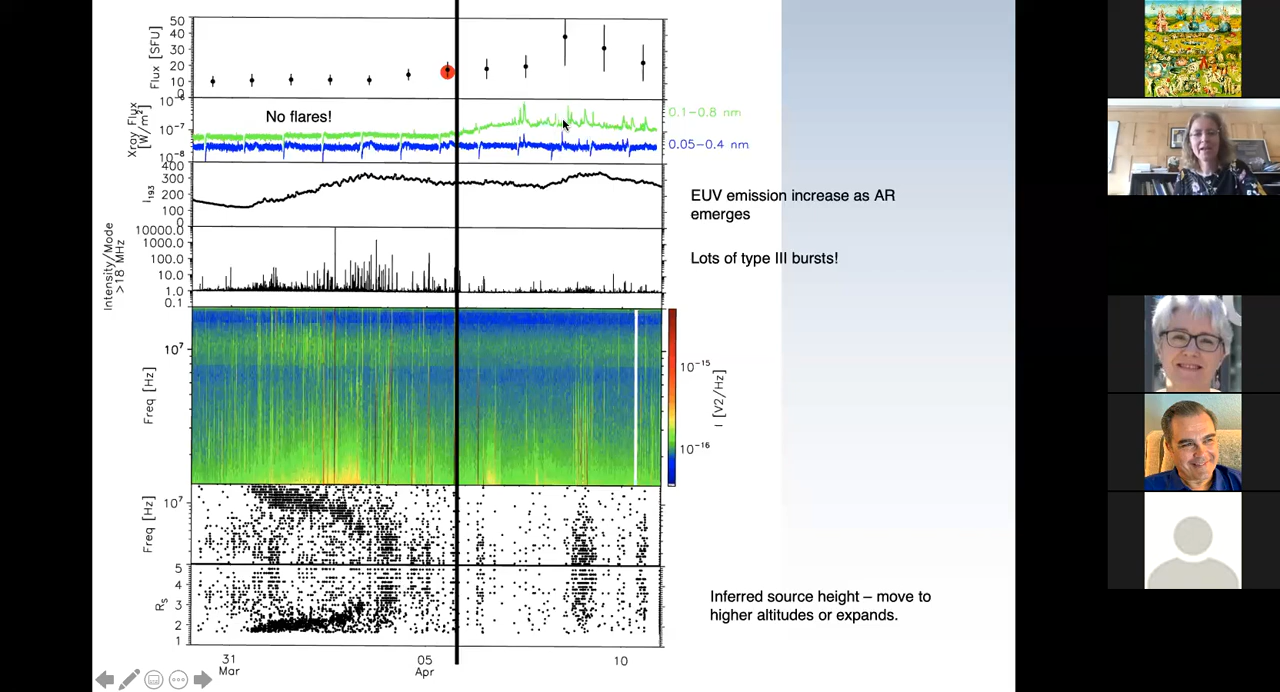 50
40
30
20
10
0
Flux [SFU]
10⁻⁶
10⁻⁷
10⁻⁸
Xray Flux
[W/m²]
No flares!
0.1−0.8 nm
0.05−0.4 nm
400
300
200
100
0
I₁₉₃
EUV emission increase as AR
emerges
10000.0
1000.0
100.0
10.0
1.0
0.1
Intensity/Mode
>18 MHz
Lots of type III bursts!
10⁷
Freq [Hz]
10⁻¹⁵
10⁻¹⁶
I [V2/Hz]
10⁷
Freq [Hz]
5
4
3
2
1
Rₛ
Inferred source height – move to
higher altitudes or expands.
31
Mar
05
Apr
10